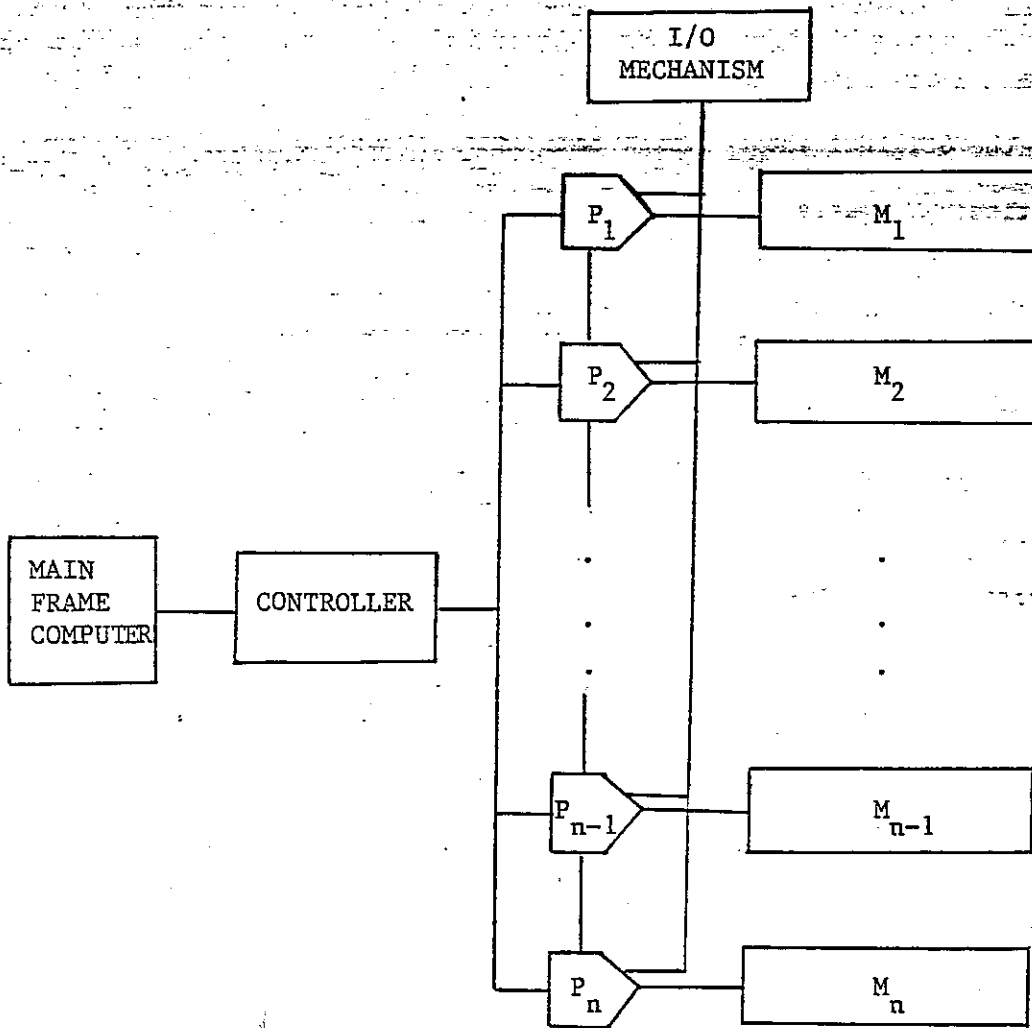 I/O
MECHANISM
P1
M1
P2
M2
MAIN
FRAME
COMPUTER
CONTROLLER
Pn-1
Mn-1
Pn
Mn